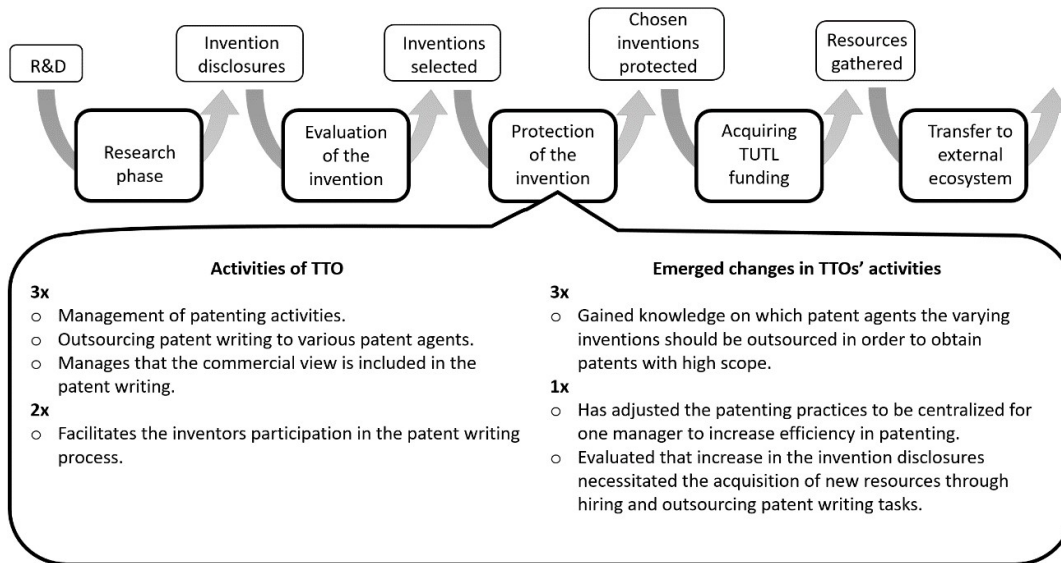 R&D
Invention
disclosures
Inventions
selected
Chosen
inventions
protected
Resources
gathered
Research
phase
Evaluation
of the
invention
Protection
of the
invention
Acquiring
TUTL
funding
Transfer to
external
ecosystem
Activities of TTO
3x
o Management of patenting activities.
o Outsourcing patent writing to various patent agents.
o Manages that the commercial view is included in the
patent writing.
2x
o Facilitates the inventors participation in the patent writing
process.
Emerged changes in TTOs' activities
3x
o Gained knowledge on which patent agents the varying
inventions should be outsourced in order to obtain
patents with high scope.
1x
o Has adjusted the patenting practices to be centralized for
one manager to increase efficiency in patenting.
o Evaluated that increase in the invention disclosures
necessitated the acquisition of new resources through
hiring and outsourcing patent writing tasks.